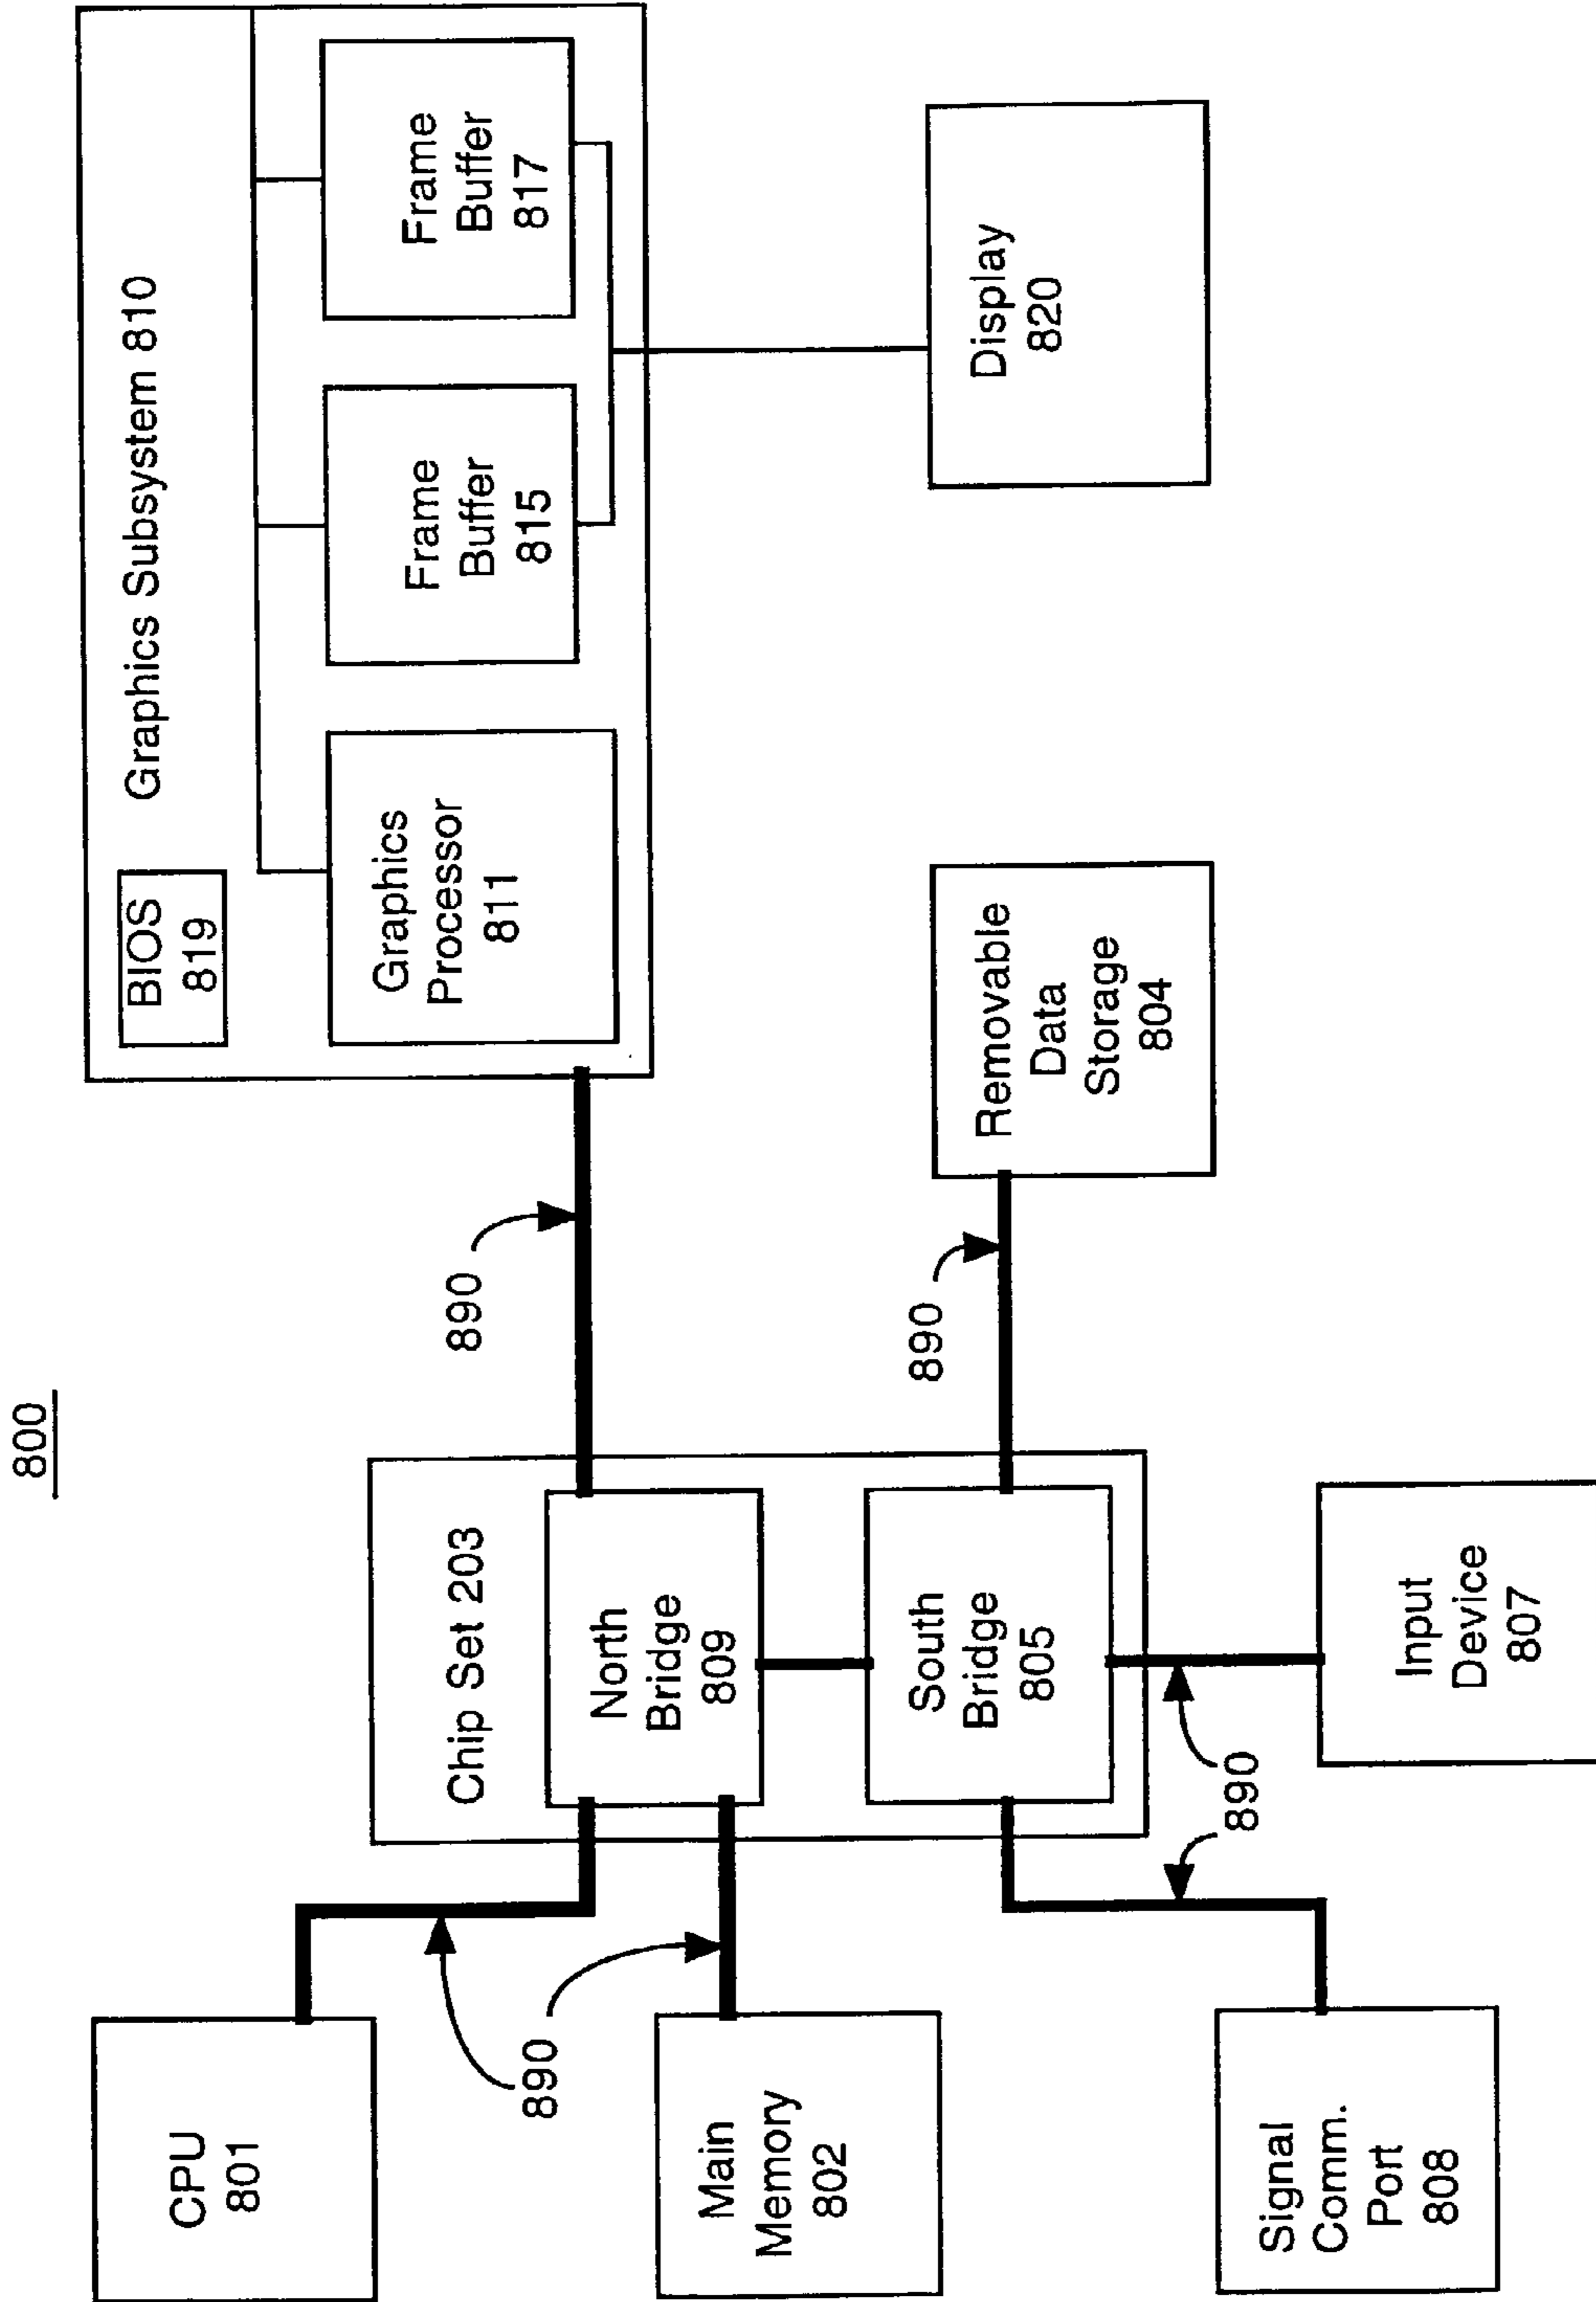 800
CPU
801
890
Main
Memory
802
Signal
Comm.
Port
808
Chip Set 203
North
Bridge
809
South
Bridge
805
890
Input
Device
807
890
890
Removable
Data
Storage
804
Graphics Subsystem 810
BIOS
819
Graphics
Processor
811
Frame
Buffer
815
Frame
Buffer
817
Display
820